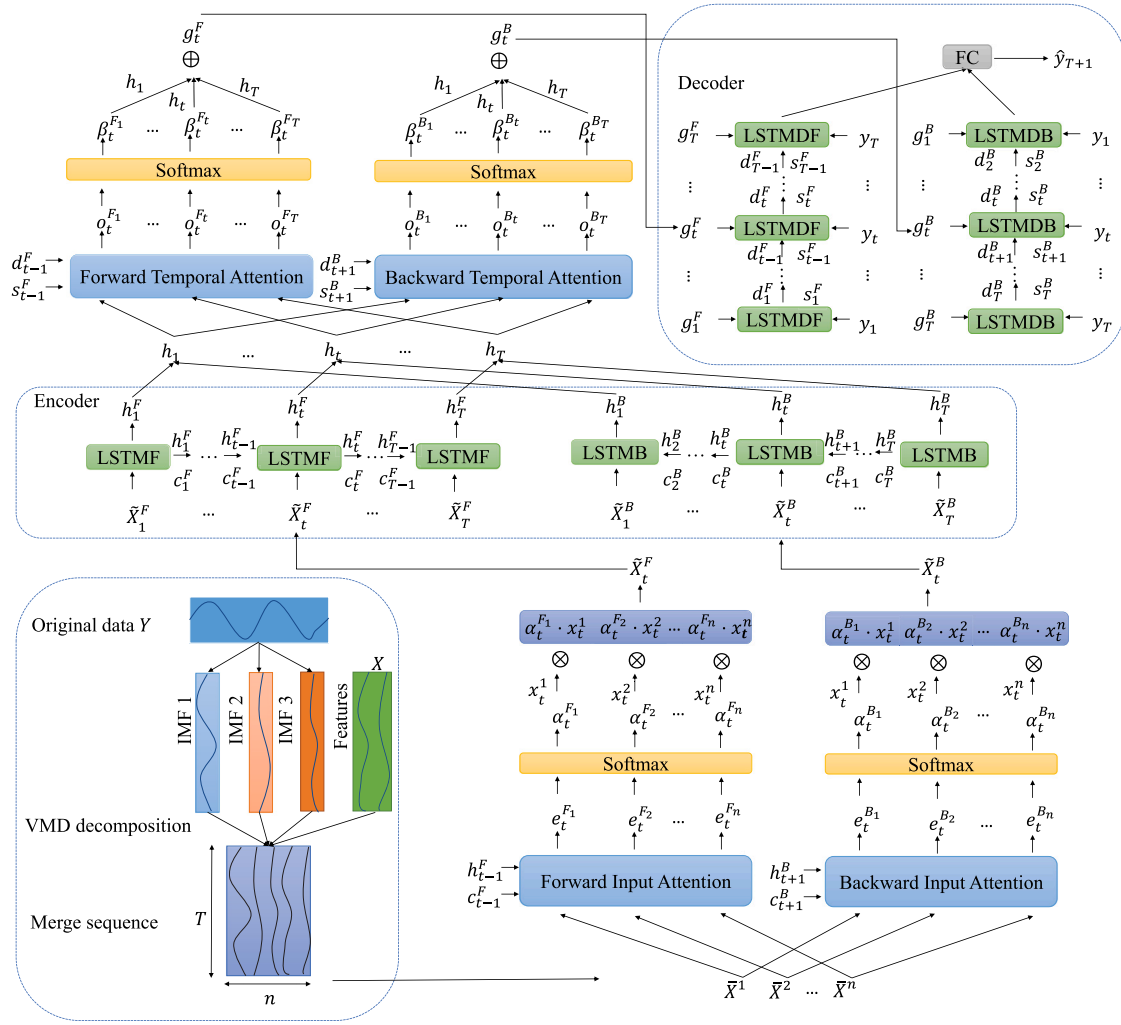 g_t^F
g_t^B
⊕ ⊕
h_1 h_t h_T
h_1 h_t h_T
β_t^{F_1} ... β_t^{F_t} ... β_t^{F_T}
β_t^{B_1} ... β_t^{B_t} ... β_t^{B_T}
Softmax
Softmax
o_t^{F_1} ... o_t^{F_t} ... o_t^{F_T}
o_t^{B_1} ... o_t^{B_t} ... o_t^{B_T}
d_{t-1}^F
s_{t-1}^F
Forward Temporal Attention
d_{t+1}^B
s_{t+1}^B
Backward Temporal Attention
h_1 ... h_t ... h_T
Decoder
FC
ŷ_{T+1}
g_T^F LSTMDF y_T
d_{T-1}^F s_{T-1}^F
⋮ d_t^F ⋮ s_t^F ⋮
g_t^F LSTMDF y_t
d_{t-1}^F s_{t-1}^F
⋮ d_1^F ⋮ s_1^F ⋮
g_1^F LSTMDF y_1
g_1^B LSTMDB y_1
d_2^B s_2^B
⋮ d_t^B ⋮ s_t^B ⋮
g_t^B LSTMDB y_t
d_{t+1}^B s_{t+1}^B
⋮ d_T^B ⋮ s_T^B ⋮
g_T^B LSTMDB y_T
Encoder
h_1^F h_t^F h_T^F
h_1^B h_t^B h_T^B
h_1^F h_{t-1}^F h_t^F h_{T-1}^F
LSTMF ... LSTMF ... LSTMF
c_1^F c_{t-1}^F c_t^F c_{T-1}^F
X̃_1^F ... X̃_t^F ... X̃_T^F
h_2^B h_t^B h_{t+1}^B h_T^B
LSTMB ... LSTMB ... LSTMB
c_2^B c_t^B c_{t+1}^B c_T^B
X̃_1^B ... X̃_t^B ... X̃_T^B
Original data Y
X
IMF 1
IMF 2
IMF 3
Features
VMD decomposition
Merge sequence
T
n
X̃_t^F
α_t^{F_1} · x_t^1 α_t^{F_2} · x_t^2 ... α_t^{F_n} · x_t^n
⊗ ⊗ ⊗
x_t^1 x_t^2 x_t^n
α_t^{F_1} α_t^{F_2} ... α_t^{F_n}
Softmax
e_t^{F_1} e_t^{F_2} ... e_t^{F_n}
h_{t-1}^F
c_{t-1}^F
Forward Input Attention
X̃_t^B
α_t^{B_1} · x_t^1 α_t^{B_2} · x_t^2 ... α_t^{B_n} · x_t^n
⊗ ⊗ ⊗
x_t^1 x_t^2 x_t^n
α_t^{B_1} α_t^{B_2} ... α_t^{B_n}
Softmax
e_t^{B_1} e_t^{B_2} ... e_t^{B_n}
h_{t+1}^B
c_{t+1}^B
Backward Input Attention
X̄^1 X̄^2 ... X̄^n